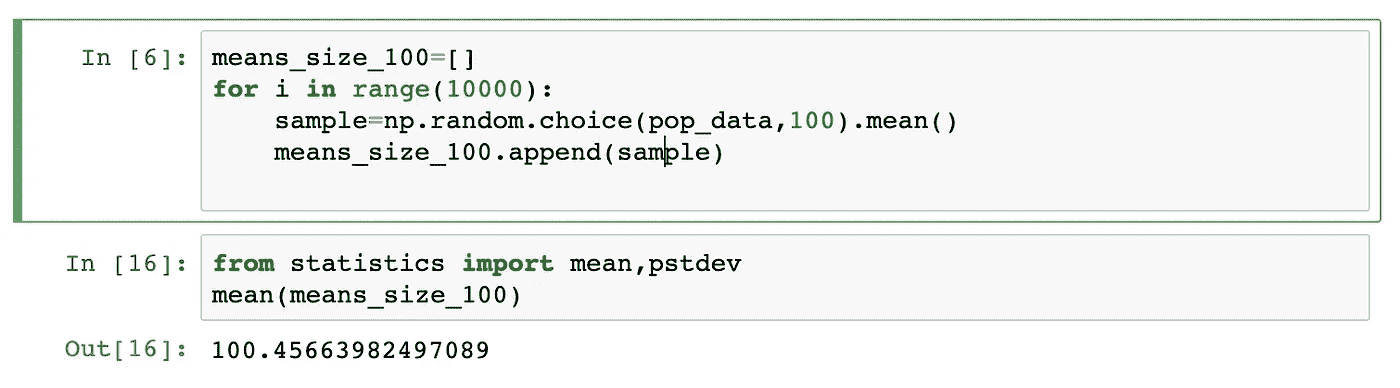 In [6]: means_size_100=[]
for i in range(10000):
    sample=np.random.choice(pop_data,100).mean()
    means_size_100.append(sample)
In [16]: from statistics import mean,pstdev
mean(means_size_100)
Out[16]: 100.45663982497089